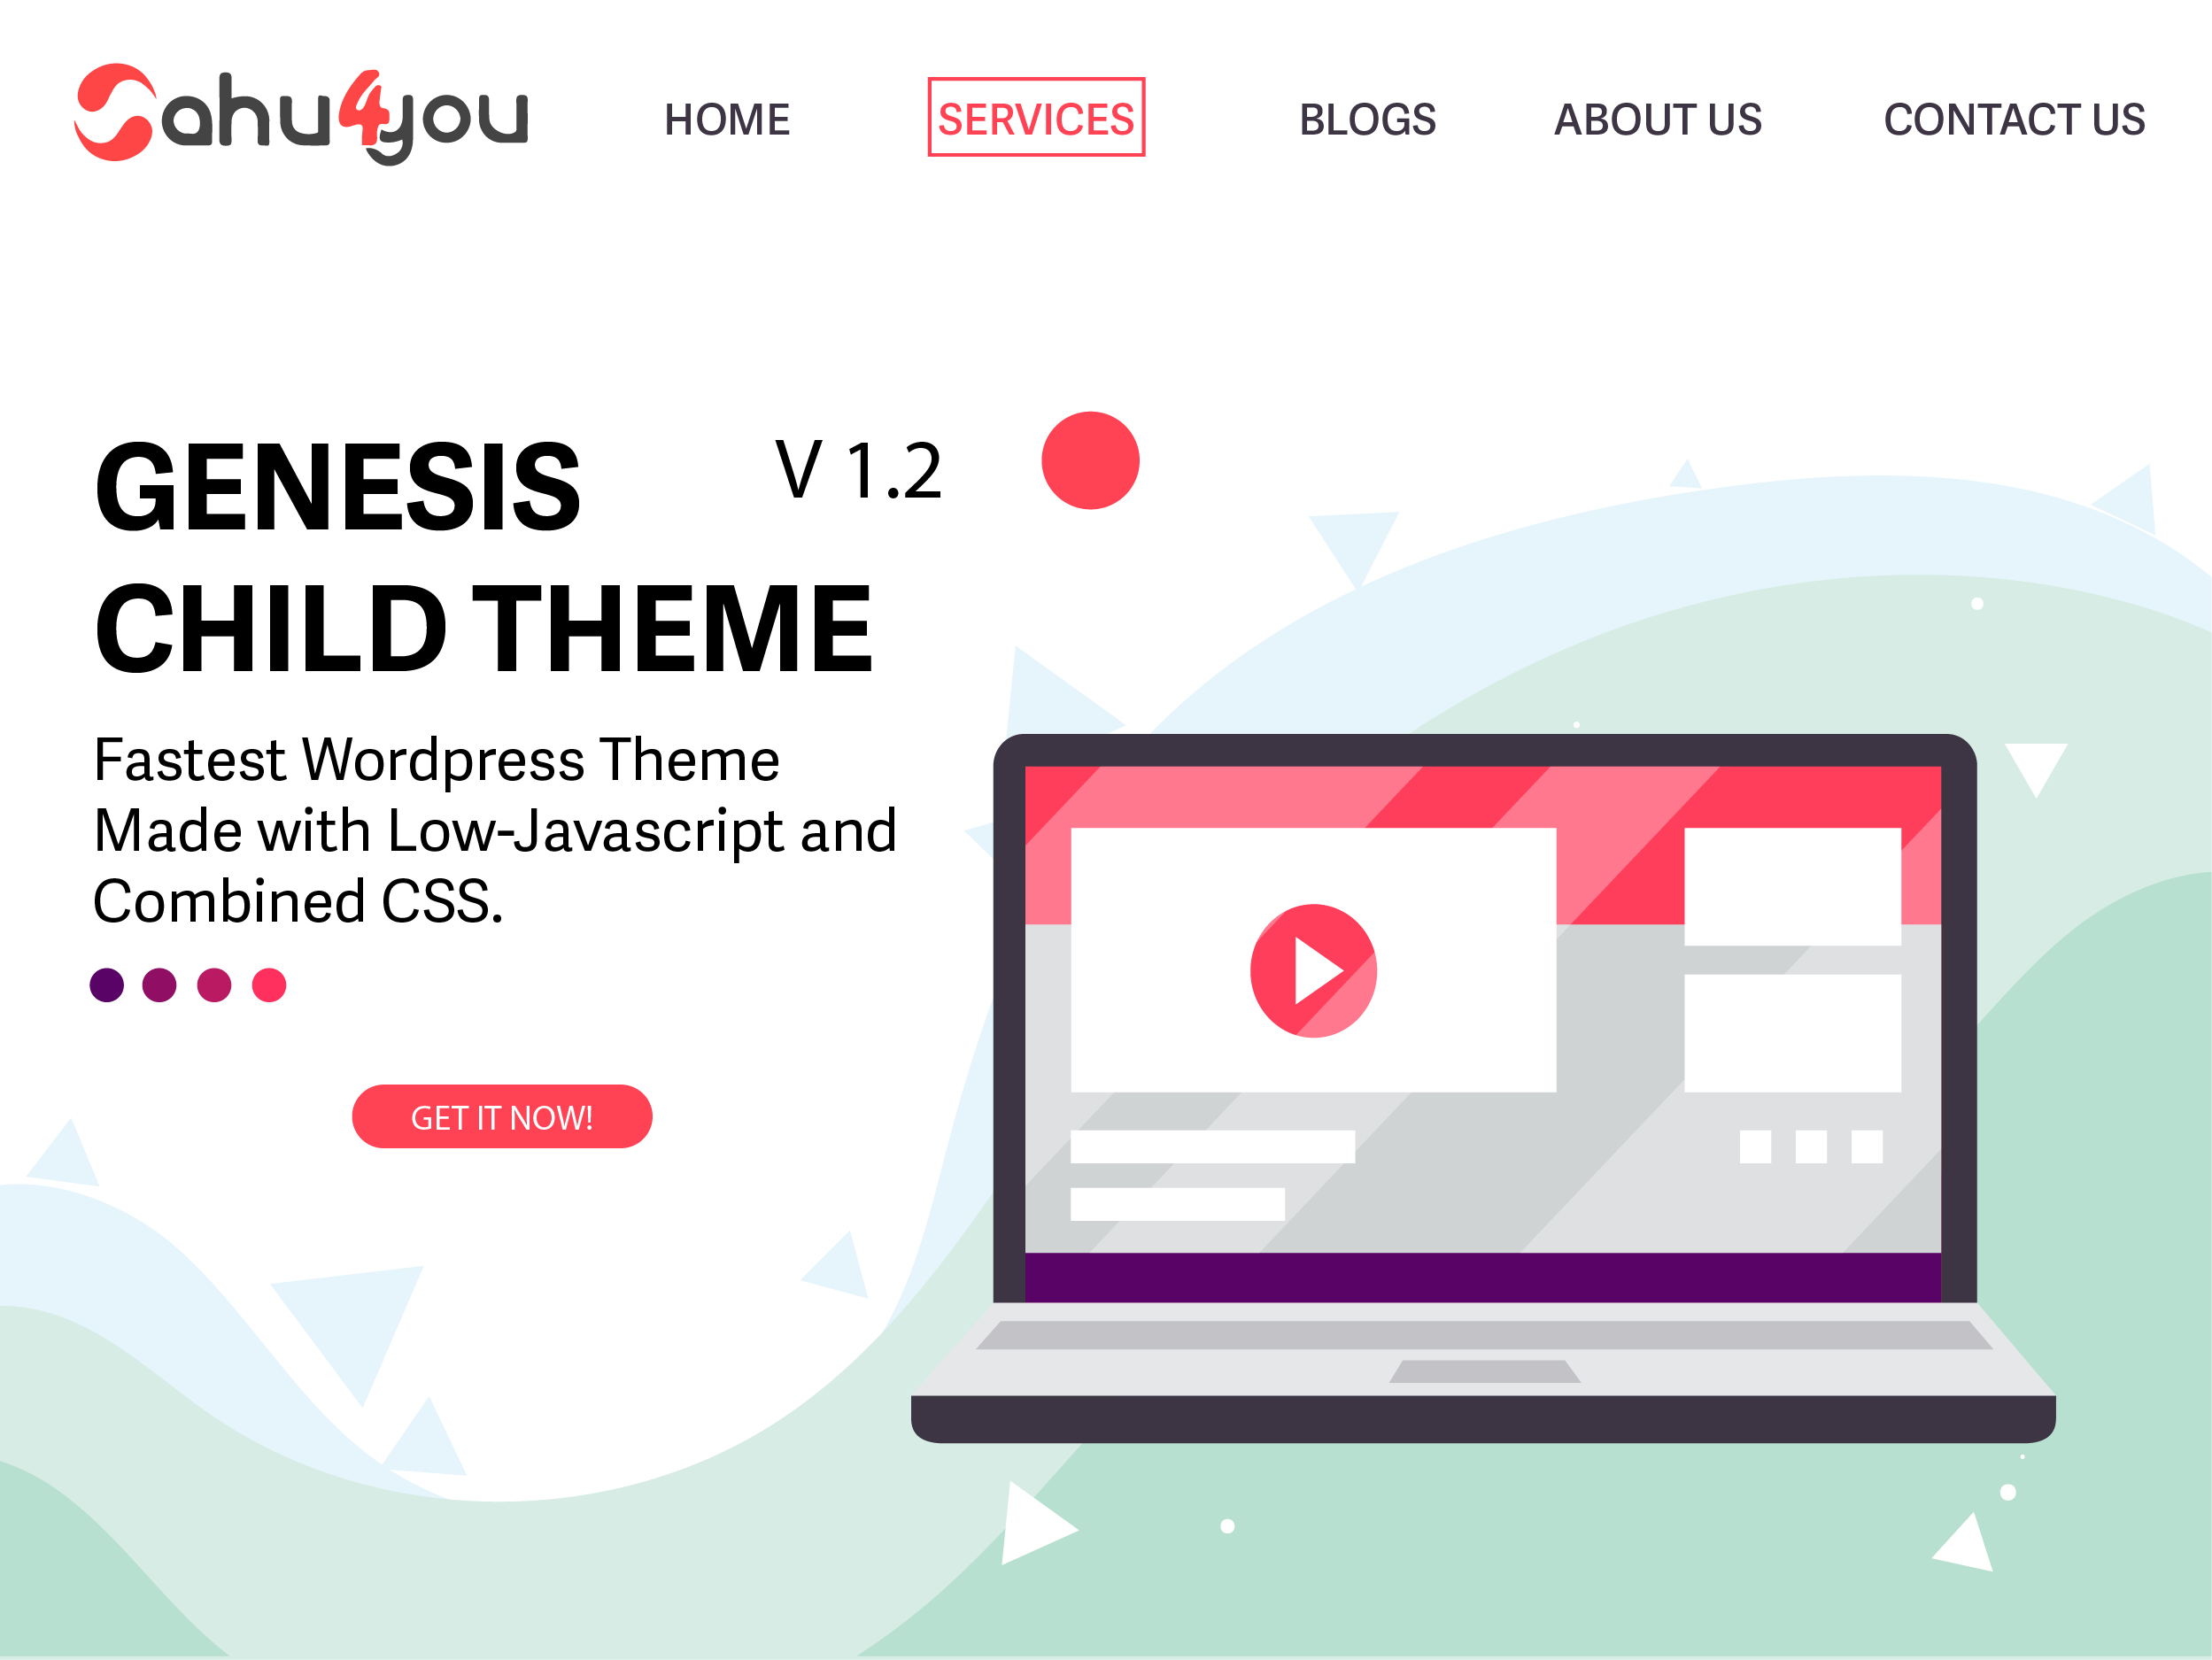 Sahu4you
HOME SERVICES BLOGS ABOUT US CONTACT US
GENESIS V 1.2
CHILD THEME
Fastest Wordpress Theme
Made with Low-Javascript and
Combined CSS.
GET IT NOW!